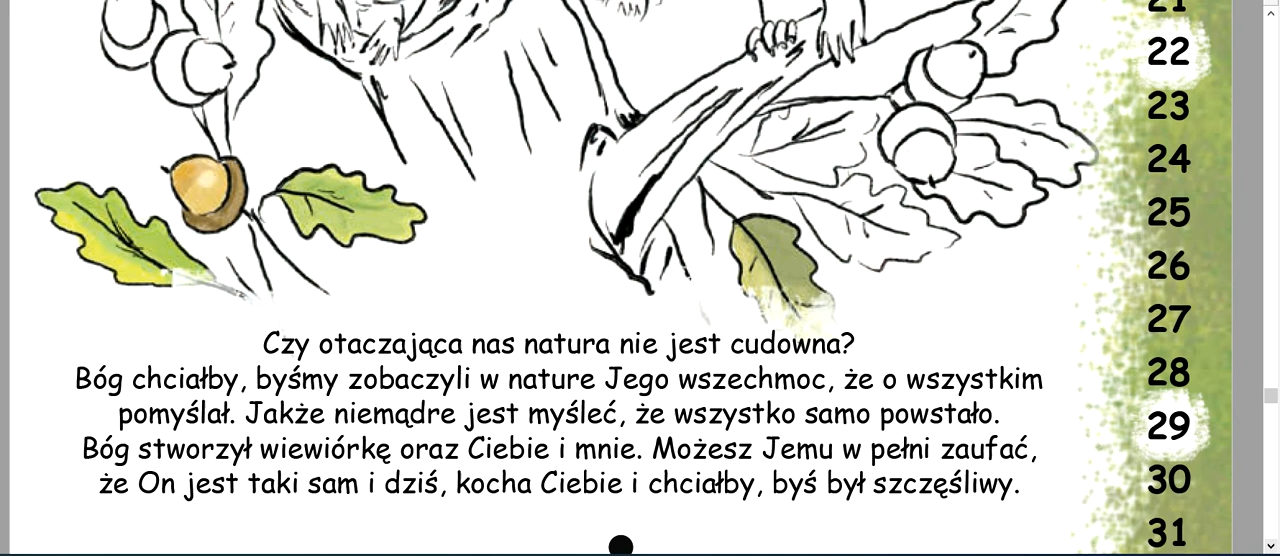 21
22
23
24
25
26
27
28
29
30
31
Czy otaczająca nas natura nie jest cudowna?
Bóg chciałby, byśmy zobaczyli w nature Jego wszechmoc, że o wszystkim
pomyślał. Jakże niemądre jest myśleć, że wszystko samo powstało.
Bóg stworzył wiewiórkę oraz Ciebie i mnie. Możesz Jemu w pełni zaufać,
że On jest taki sam i dziś, kocha Ciebie i chciałby, byś był szczęśliwy.